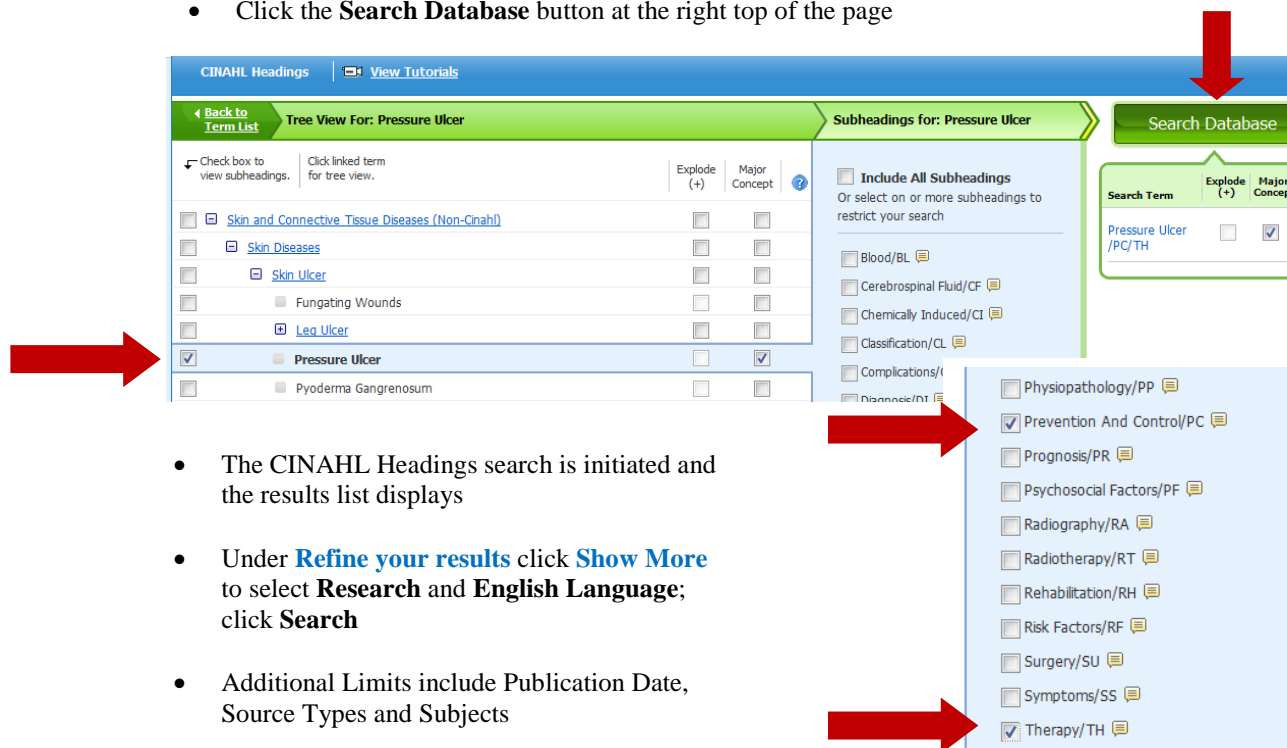 • Click the Search Database button at the right top of the page
CINAHL Headings View Tutorials
Back to
Term List
Tree View For: Pressure Ulcer
Subheadings for: Pressure Ulcer
Search Database
Check box to
view subheadings.
Click linked term
for tree view.
Explode
(+)
Major
Concept
Skin and Connective Tissue Diseases (Non-Cinahl)
Skin Diseases
Skin Ulcer
Fungating Wounds
Leg Ulcer
Pressure Ulcer
Pyoderma Gangrenosum
Include All Subheadings
Or select on or more subheadings to
restrict your search
Blood/BL
Cerebrospinal Fluid/CF
Chemically Induced/CI
Classification/CL
Complications/
Diagnosis/DI
Search Term
Explode
(+)
Major
Concep
Pressure Ulcer
/PC/TH
Physiopathology/PP
Prevention And Control/PC
Prognosis/PR
Psychosocial Factors/PF
Radiography/RA
Radiotherapy/RT
Rehabilitation/RH
Risk Factors/RF
Surgery/SU
Symptoms/SS
Therapy/TH
• The CINAHL Headings search is initiated and
the results list displays
• Under Refine your results click Show More
to select Research and English Language;
click Search
• Additional Limits include Publication Date,
Source Types and Subjects